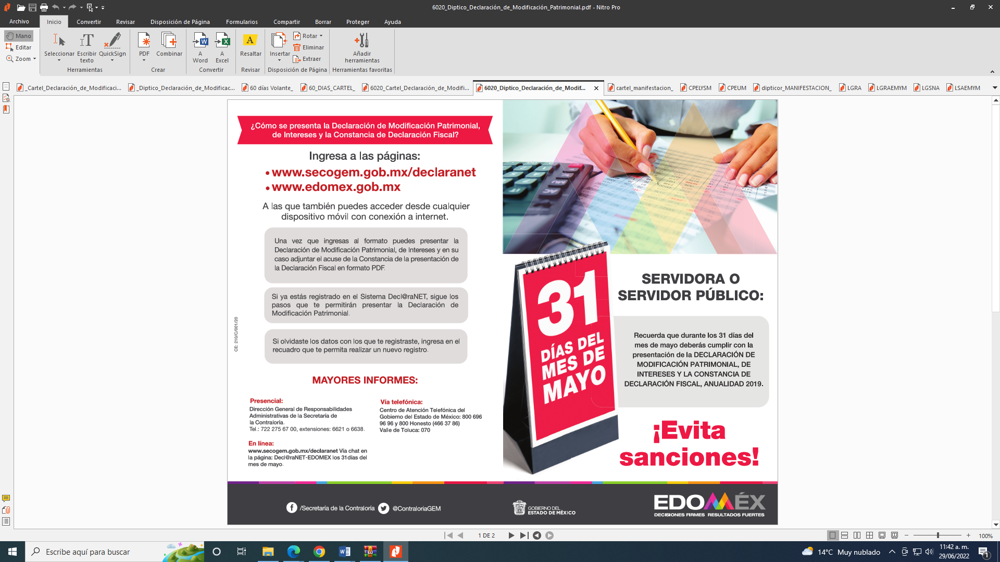 6020_Diptico_Declaración_de_Modificación_Patrimonial.pdf - Nitro Pro
Archivo
Inicio
Convertir
Revisar
Disposición de Página
Formularios
Compartir
Borrar
Proteger
Ayuda
Mano
Editar
Zoom
Seleccionar
Escribir texto
QuickSign
Herramientas
PDF
Combinar
Crear
A Word
A Excel
Convertir
Resaltar
Revisar
Insertar
Rotar
Eliminar
Extraer
Disposición de Página
Añadir herramientas
Herramientas favoritas
_Cartel_Declaración_de_Modificaci...
_Diptico_Declaración_de_Modificac...
60 días Volante_
60_DIAS_CARTEL_
6020_Cartel_Declaración_de_Modifi...
6020_Diptico_Declaración_de_Modif...
cartel_manifestacion_
CPELYSM
CPEUM
dipticor_MANIFESTACION_
LGRA
LGRAEMYM
LGSNA
LSAEMYM
¿Cómo se presenta la Declaración de Modificación Patrimonial,
de Intereses y la Constancia de Declaración Fiscal?
Ingresa a las páginas:
• www.secogem.gob.mx/declaranet
• www.edomex.gob.mx
A las que también puedes acceder desde cualquier
dispositivo móvil con conexión a internet.
Una vez que ingresas al formato puedes presentar la
Declaración de Modificación Patrimonial, de Intereses y en su
caso adjuntar el acuse de la Constancia de la presentación de
la Declaración Fiscal en formato PDF.
Si ya estás registrado en el Sistema Decl@raNET, sigue los
pasos que te permitirán presentar la Declaración de
Modificación Patrimonial.
Si olvidaste los datos con los que te registraste, ingresa en el
recuadro que te permita realizar un nuevo registro.
CE: 210/C/001/20
MAYORES INFORMES:
Presencial:
Dirección General de Responsabilidades
Administrativas de la Secretaría de
la Contraloría.
Tel.: 722 275 67 00, extensiones: 6621 o 6638.
En línea:
www.secogem.gob.mx/declaranet Vía chat en
la página: Decl@raNET-EDOMEX los 31días del
mes de mayo.
Vía telefónica:
Centro de Atención Telefónica del
Gobierno del Estado de México: 800 696
96 96 y 800 Honesto (466 37 86)
Valle de Toluca: 070
31
DÍAS DEL
MES DE
MAYO
SERVIDORA O
SERVIDOR PÚBLICO:
Recuerda que durante los 31 días del
mes de mayo deberás cumplir con la
presentación de la DECLARACIÓN DE
MODIFICACIÓN PATRIMONIAL, DE
INTERESES Y LA CONSTANCIA DE
DECLARACIÓN FISCAL, ANUALIDAD 2019.
¡Evita
sanciones!
/Secretaría de la Contraloría
@ContraloriaGEM
GOBIERNO DEL
ESTADO DE MÉXICO
EDOMÉX
DECISIONES FIRMES RESULTADOS FUERTES
1 DE 2
100%
Escribe aquí para buscar
14°C Muy nublado
11:42 a. m.
29/06/2022
1